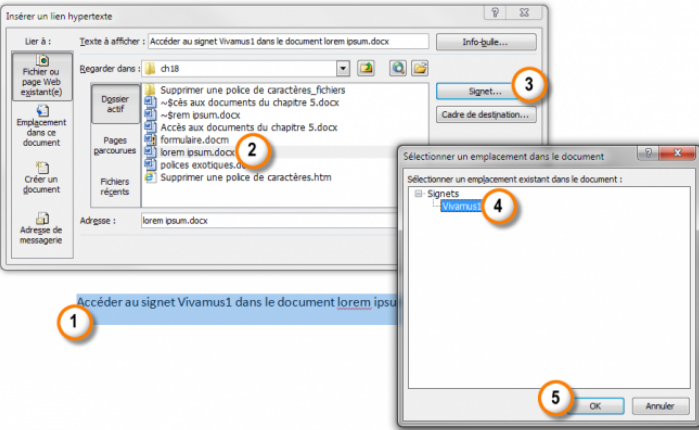 Insérer un lien hypertexte
Lier à :
Texte à afficher : Accéder au signet Vivamus1 dans le document lorem ipsum.docx
Info-bulle...
Fichier ou
page Web
existant(e)
Emplacement
dans ce
document
Créer un
document
Adresse de
messagerie
Regarder dans :
ch18
Dossier
actif
Pages
parcourues
Fichiers
récents
Supprimer une police de caractères_fichiers
~$cès aux documents du chapitre 5.docx
~$rem ipsum.docx
Accès aux documents du chapitre 5.docx
formulaire.docm
lorem ipsum.docx
2
polices exotiques.d
Supprimer une police de caractères.htm
Adresse :
lorem ipsum.docx
Signet...
3
Cadre de destination...
Sélectionner un emplacement dans le document
Sélectionner un emplacement existant dans le document :
Signets
Vivamus1
4
5
OK
Annuler
Accéder au signet Vivamus1 dans le document lorem ipsu
1